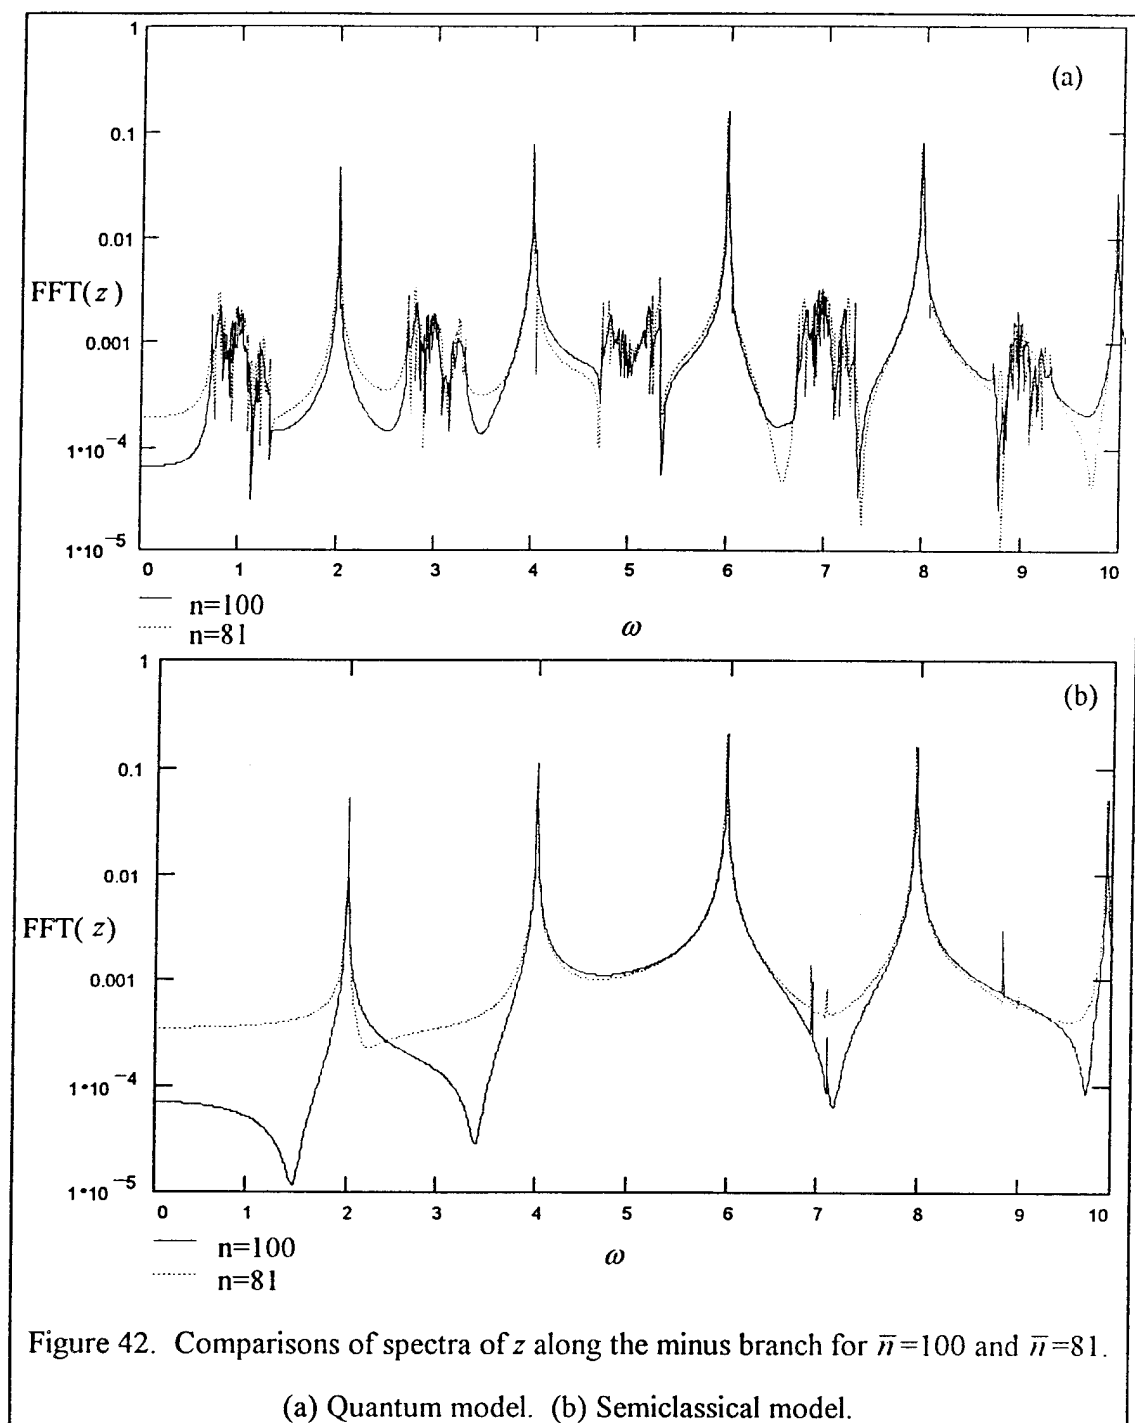 1
(a)
0.1
0.01
FFT(z)
0.001
1•10⁻⁴
1•10⁻⁵
0 1 2 3 4 5 6 7 8 9 10
n=100
n=81
ω
1
(b)
0.1
0.01
FFT(z)
0.001
1•10⁻⁴
1•10⁻⁵
0 1 2 3 4 5 6 7 8 9 10
n=100
n=81
ω
Figure 42. Comparisons of spectra of z along the minus branch for n̅=100 and n̅=81.
(a) Quantum model. (b) Semiclassical model.